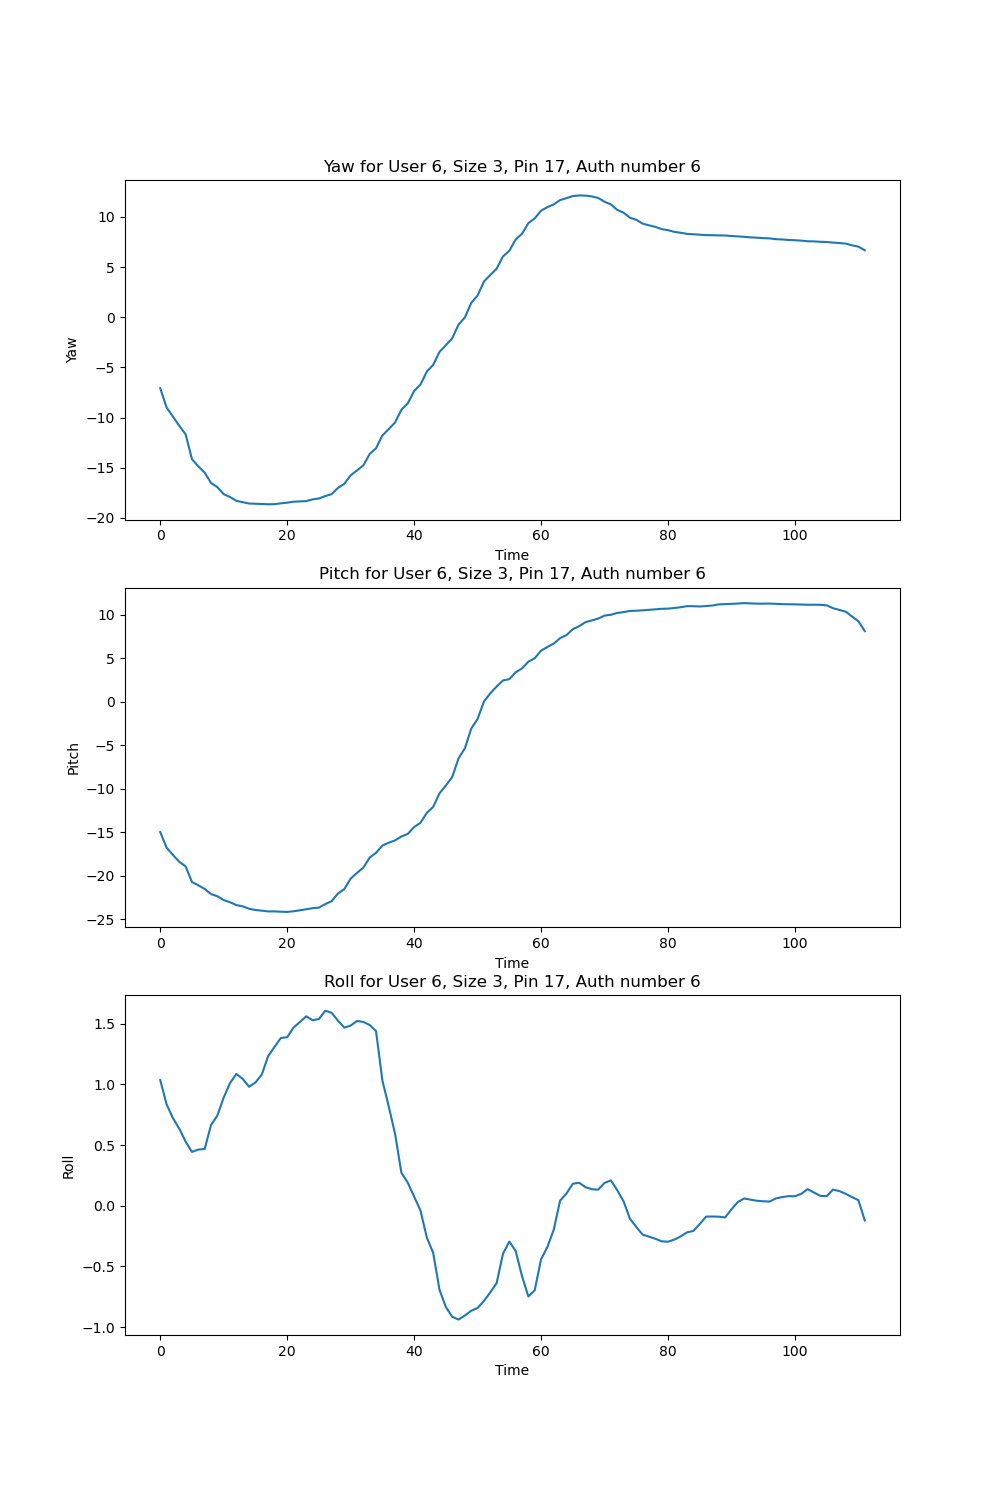 Yaw for User 6, Size 3, Pin 17, Auth number 6
10
5
0
−5
−10
−15
−20
Yaw
0 20 40 60 80 100
Time
Pitch for User 6, Size 3, Pin 17, Auth number 6
10
5
0
−5
−10
−15
−20
−25
Pitch
0 20 40 60 80 100
Time
Roll for User 6, Size 3, Pin 17, Auth number 6
1.5
1.0
0.5
0.0
−0.5
−1.0
Roll
0 20 40 60 80 100
Time